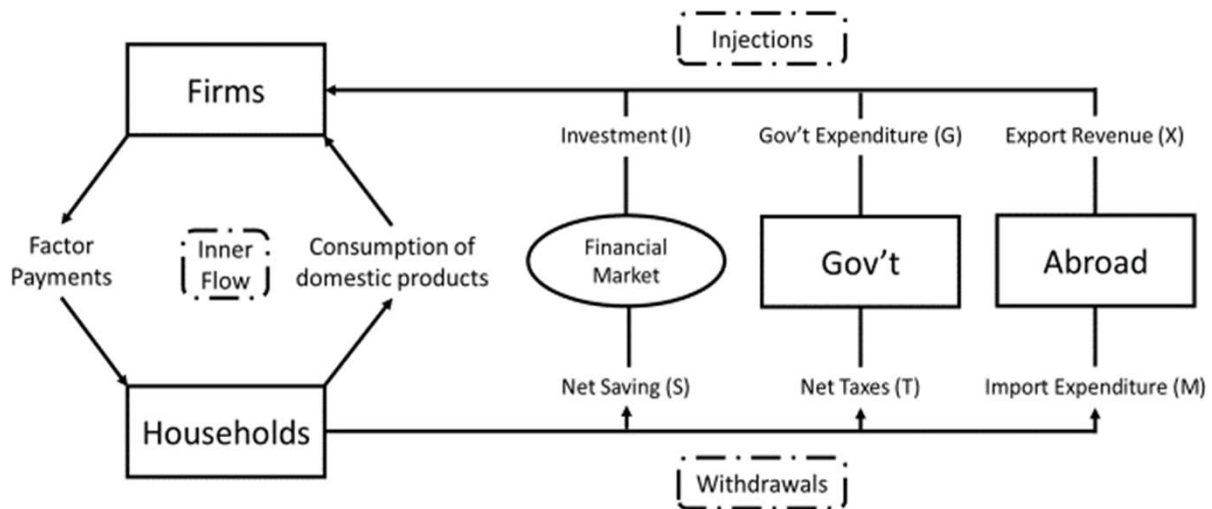 Injections
Firms
Investment (I)
Gov't Expenditure (G)
Export Revenue (X)
Factor
Payments
Inner
Flow
Consumption of
domestic products
Financial
Market
Gov't
Abroad
Net Saving (S)
Net Taxes (T)
Import Expenditure (M)
Households
Withdrawals